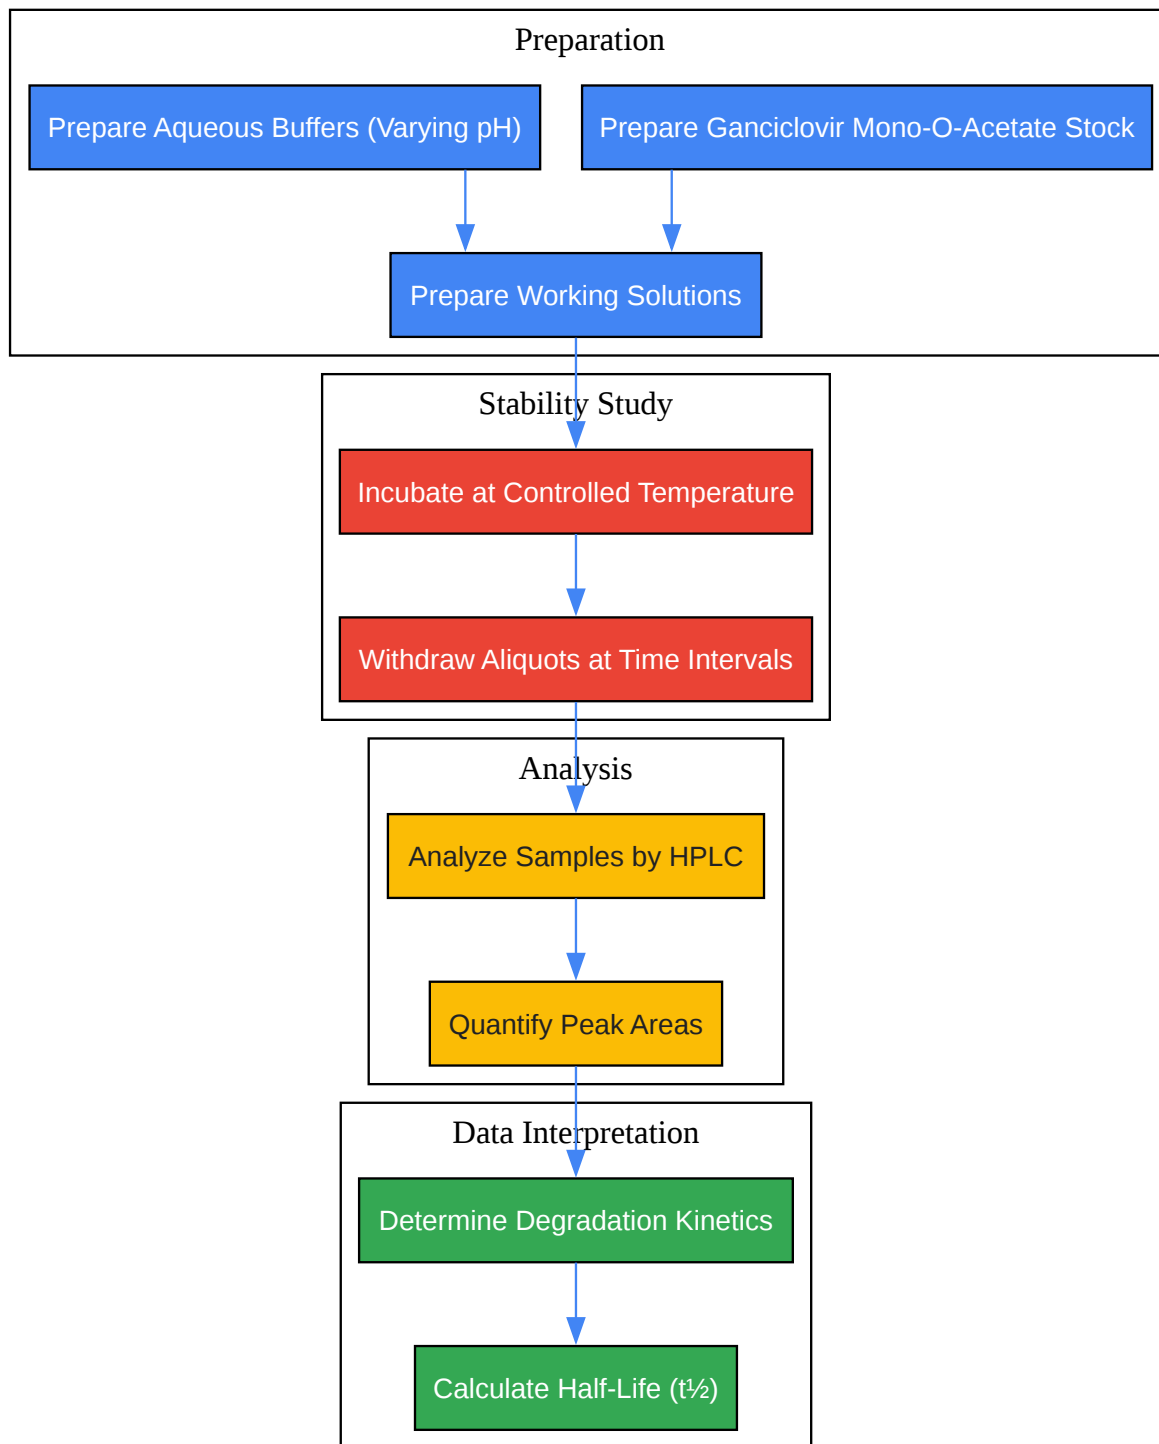 Preparation
Prepare Aqueous Buffers (Varying pH)
Prepare Ganciclovir Mono-O-Acetate Stock
Prepare Working Solutions
Stability Study
Incubate at Controlled Temperature
Withdraw Aliquots at Time Intervals
Analysis
Analyze Samples by HPLC
Quantify Peak Areas
Data Interpretation
Determine Degradation Kinetics
Calculate Half-Life (t½)